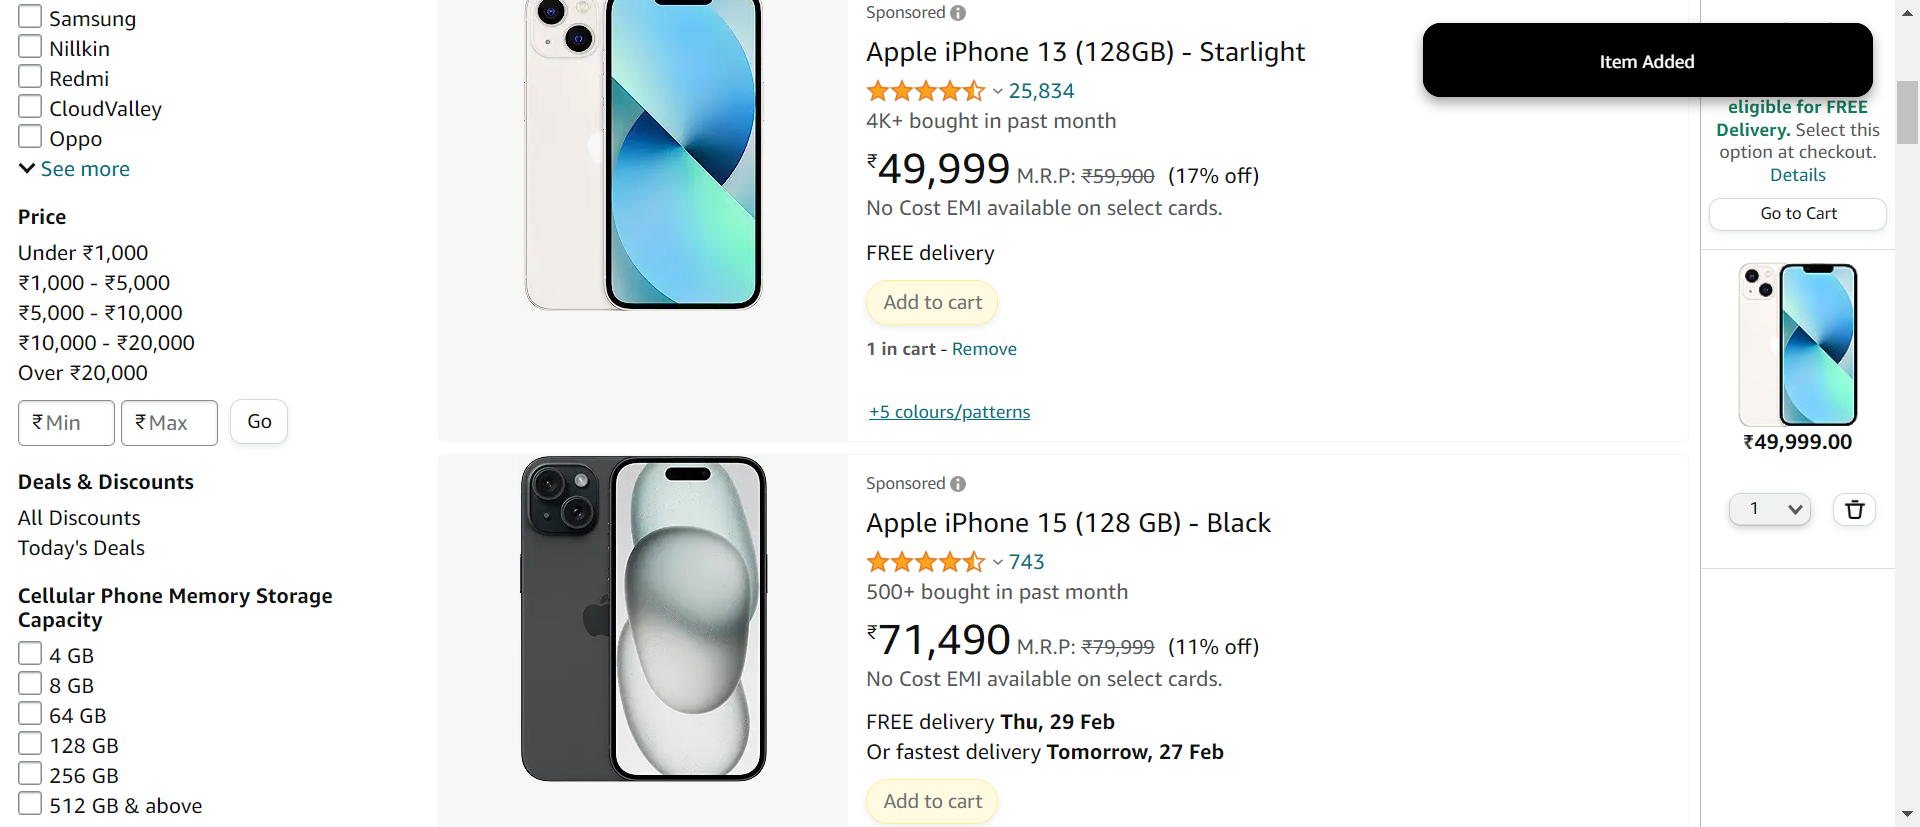 Samsung
Nillkin
Redmi
CloudValley
Oppo
See more
Price
Under ₹1,000
₹1,000 - ₹5,000
₹5,000 - ₹10,000
₹10,000 - ₹20,000
Over ₹20,000
₹ Min ₹ Max Go
Deals & Discounts
All Discounts
Today's Deals
Cellular Phone Memory Storage
Capacity
4 GB
8 GB
64 GB
128 GB
256 GB
512 GB & above
Sponsored
Apple iPhone 13 (128GB) - Starlight
25,834
4K+ bought in past month
₹49,999 M.R.P: ₹59,900 (17% off)
No Cost EMI available on select cards.
FREE delivery
Add to cart
1 in cart - Remove
+5 colours/patterns
Sponsored
Apple iPhone 15 (128 GB) - Black
743
500+ bought in past month
₹71,490 M.R.P: ₹79,999 (11% off)
No Cost EMI available on select cards.
FREE delivery Thu, 29 Feb
Or fastest delivery Tomorrow, 27 Feb
Add to cart
Item Added
eligible for FREE
Delivery. Select this
option at checkout.
Details
Go to Cart
₹49,999.00
1